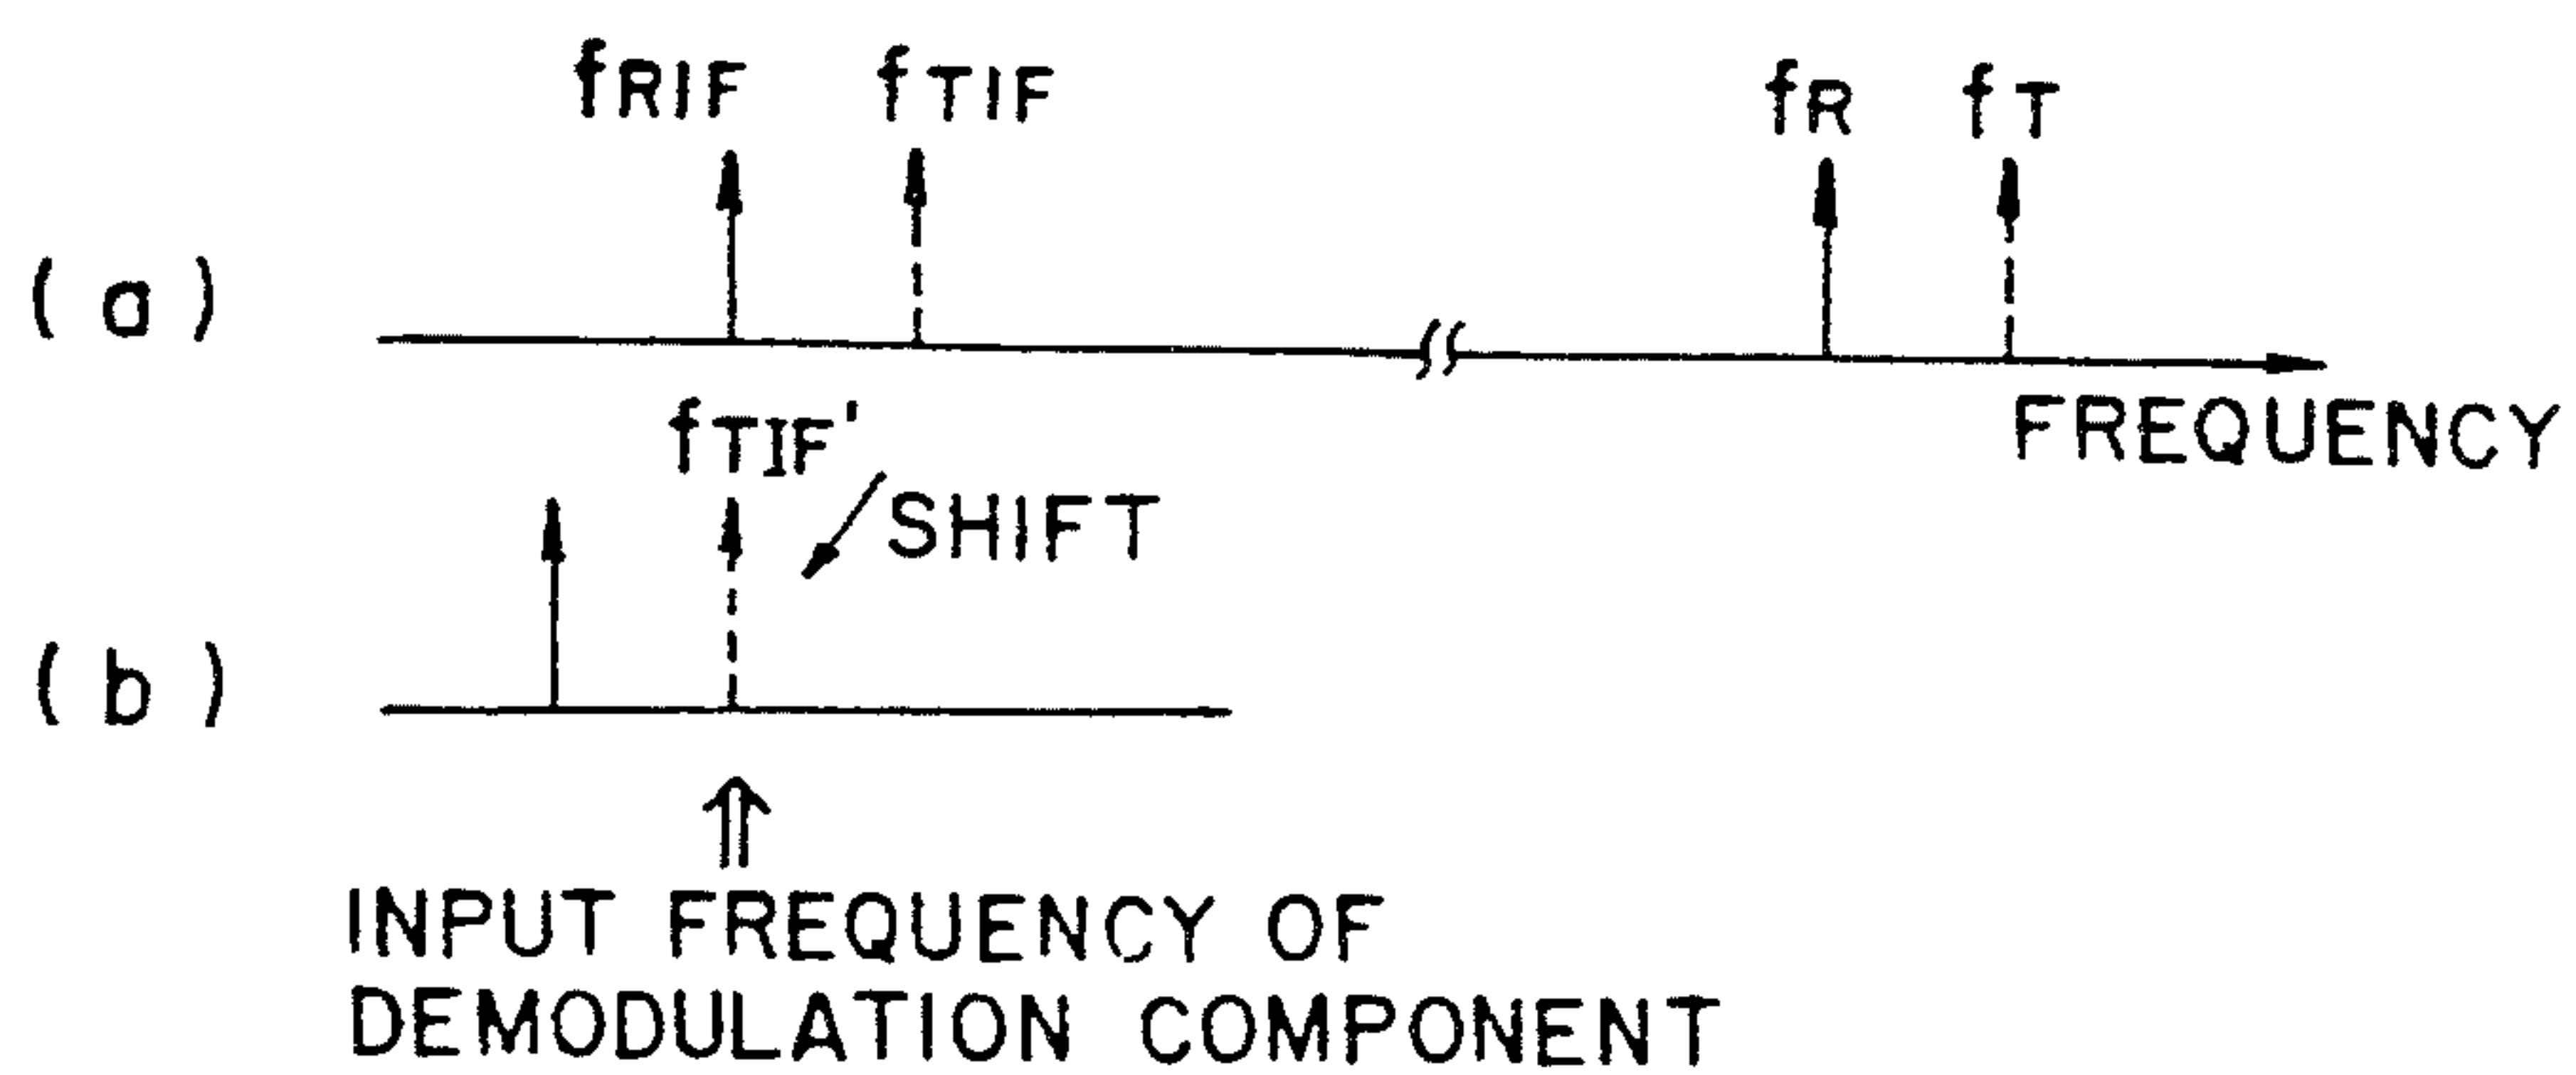 fRIF fTIF fR fT
(a)
FREQUENCY
fTIF'
SHIFT
(b)
INPUT FREQUENCY OF
DEMODULATION COMPONENT